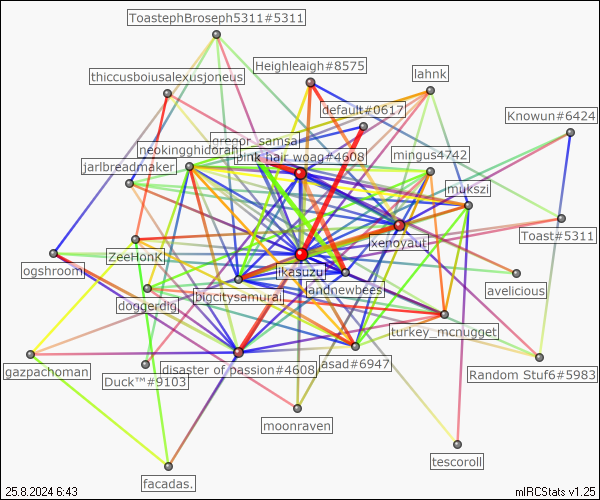 ToastephBroseph5311#5311
Heighleaigh#8575
lahnk
thiccusboiusalexusjoneus
default#0617
Knowun#6424
gregor_samsa
neokingghidorah
pink hair woag#4608
mingus4742
jarlbreadmaker
mukszi
Toast#5311
xenoyaut
ZeeHonK
ogshroom
ikasuzu
landnewbees
avelicious
bigcitysamurai
doggerdig
turkey_mcnugget
gazpachoman
Duck™#9103
disaster of passion#4608
asad#6947
Random Stuf6#5983
moonraven
tescoroll
facadas.
25.8.2024 6:43
mIRCStats v1.25